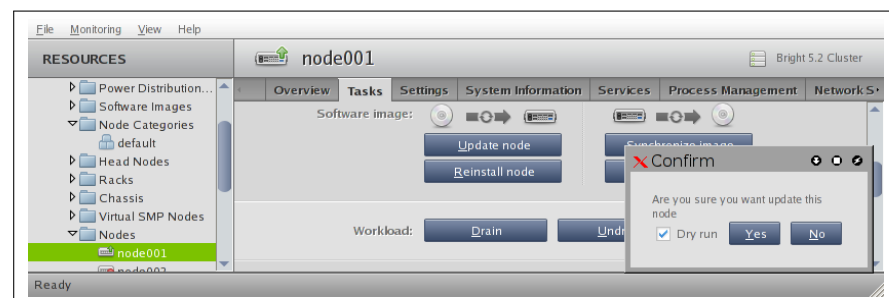 File Monitoring View Help
RESOURCES
node001
Bright 5.2 Cluster
Power Distribution...
Software Images
Node Categories
default
Head Nodes
Racks
Chassis
Virtual SMP Nodes
Nodes
node001
Overview Tasks Settings System Information Services Process Management Network S
Software image:
Update node
Reinstall node
Workload:
Drain
Confirm
Are you sure you want update this
node
Dry run Yes No
Ready